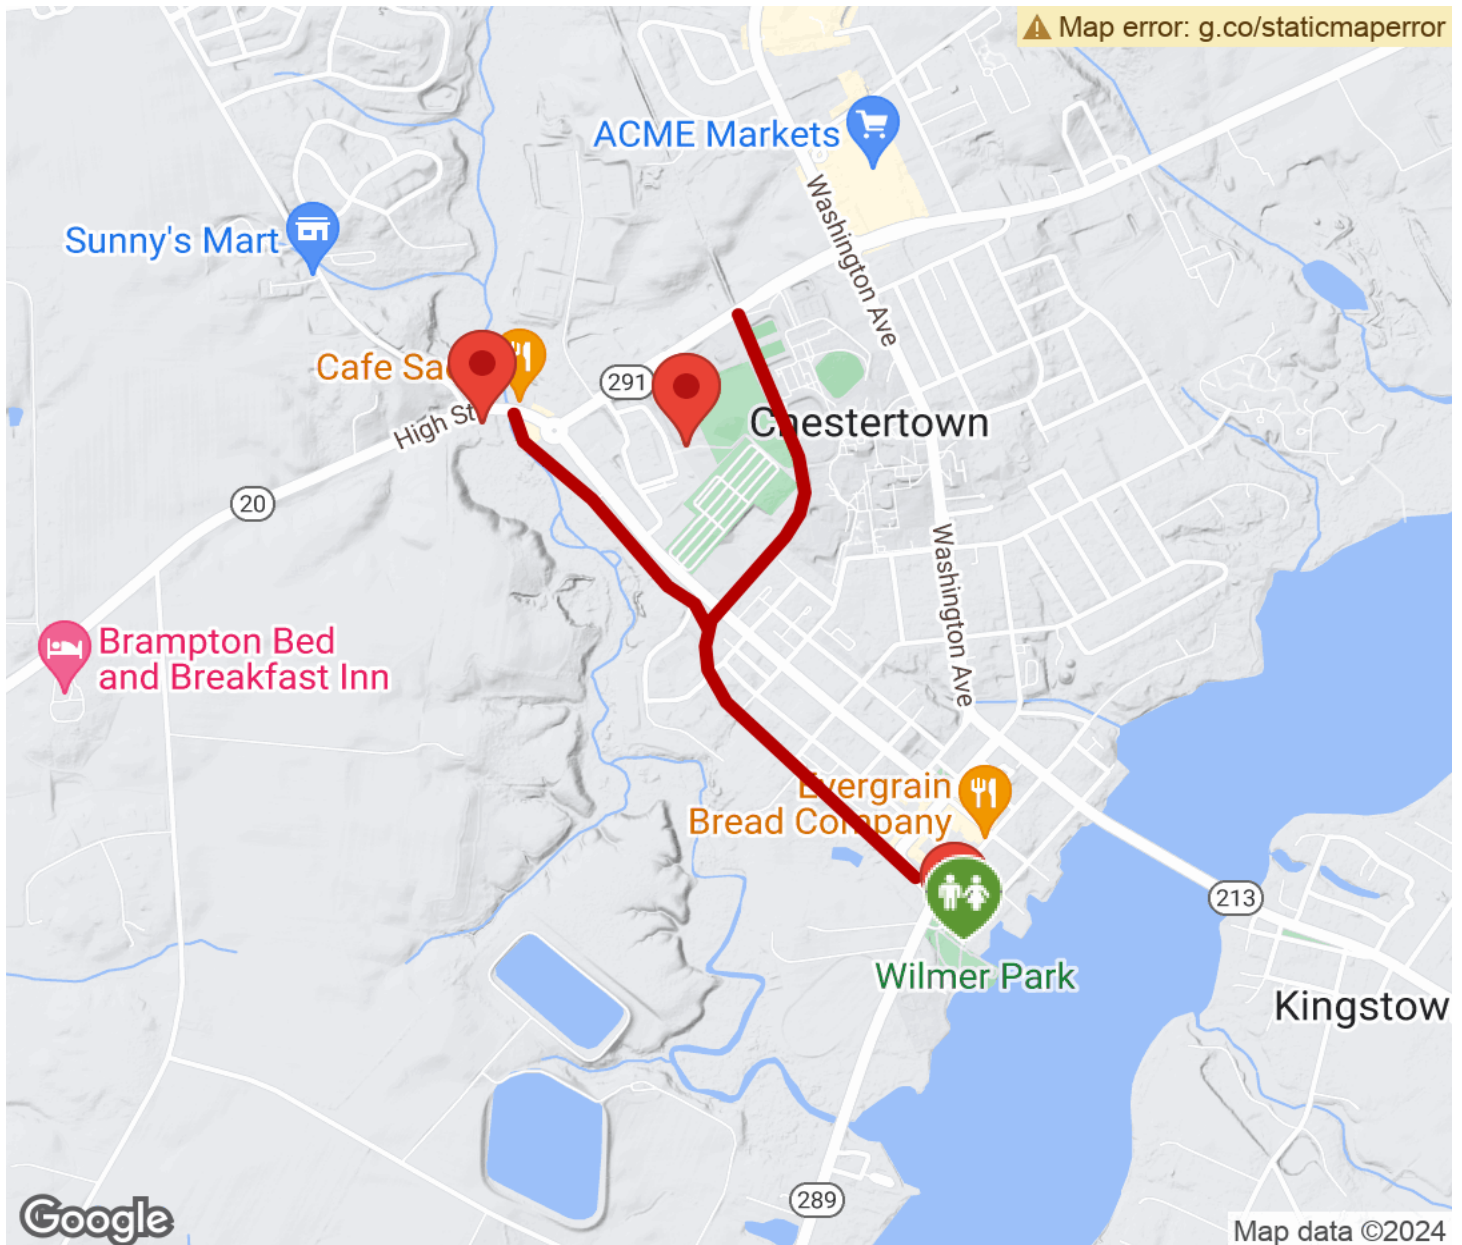 Map error: g.co/staticmaperror
ACME Markets
Washington Ave
Sunny's Mart
Cafe Sa
291
High St
Chestertown
20
Washington Ave
Brampton Bed
and Breakfast Inn
Evergrain
Bread Company
213
Wilmer Park
Kingstow
289
Google
Map data ©2024